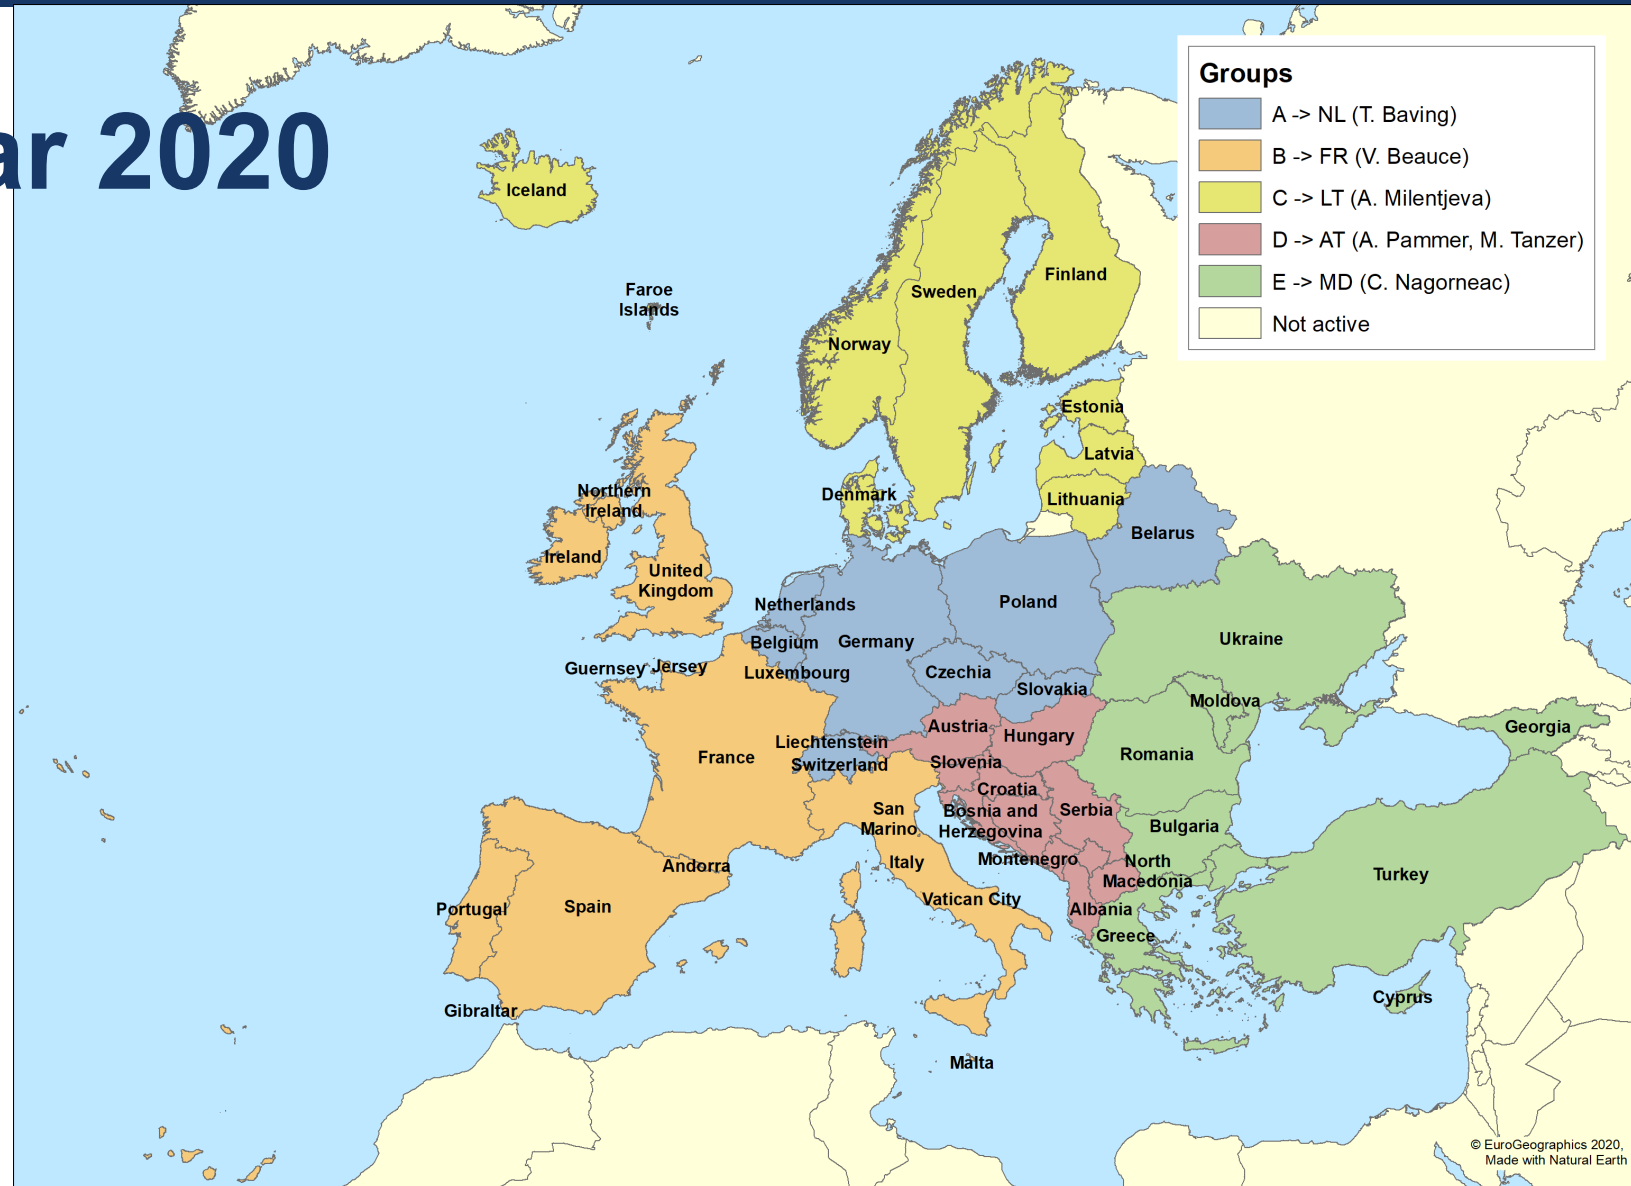 ar 2020
Groups
A -> NL (T. Baving)
B -> FR (V. Beauce)
C -> LT (A. Milentjeva)
D -> AT (A. Pammer, M. Tanzer)
E -> MD (C. Nagorneac)
Not active
Iceland
Faroe
Islands
Finland
Sweden
Norway
Estonia
Latvia
Lithuania
Denmark
Northern
Ireland
Ireland
United
Kingdom
Belarus
Netherlands
Poland
Belgium
Germany
Ukraine
Guernsey
Jersey
Luxembourg
Czechia
Slovakia
Moldova
Austria
Hungary
Georgia
Liechtenstein
Switzerland
France
Slovenia
Romania
Croatia
San
Marino
Bosnia and
Herzegovina
Serbia
Bulgaria
Montenegro
North
Macedonia
Italy
Andorra
Turkey
Vatican City
Portugal
Spain
Albania
Greece
Cyprus
Gibraltar
Malta
© EuroGeographics 2020,
Made with Natural Earth